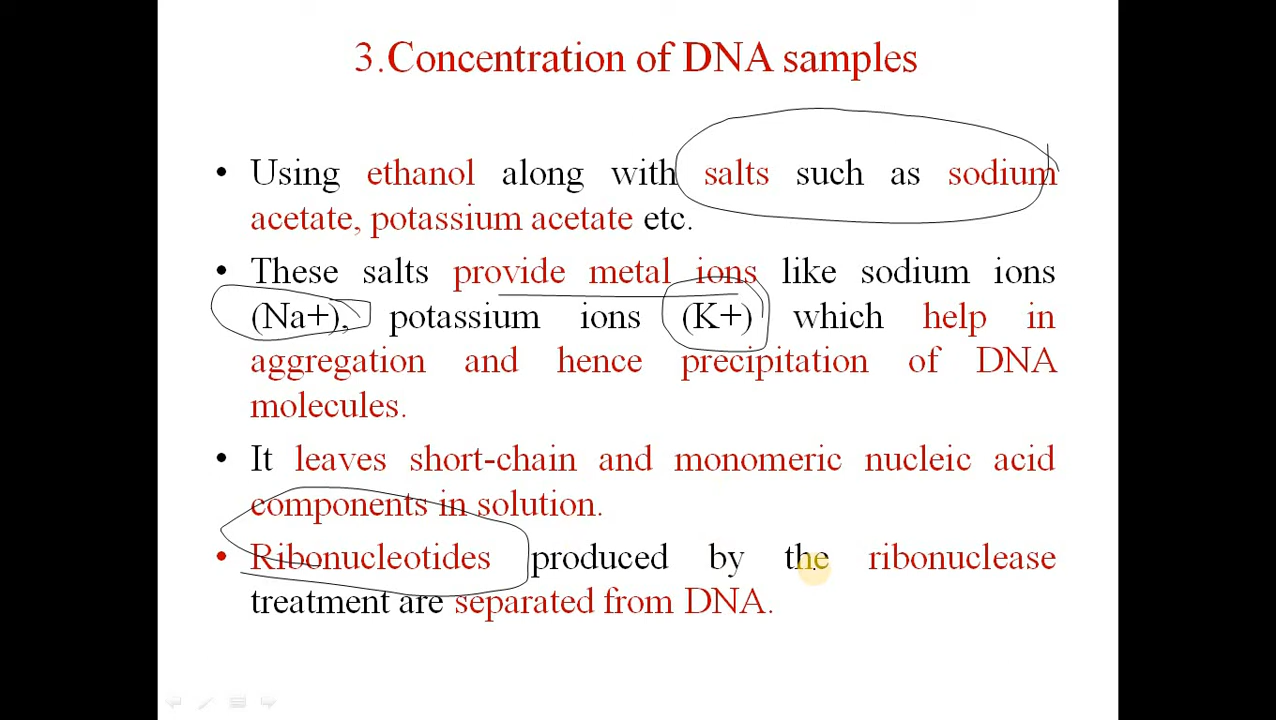 3.Concentration of DNA samples
• Using ethanol along with salts such as sodium
acetate, potassium acetate etc.
• These salts provide metal ions like sodium ions
(Na+), potassium ions (K+) which help in
aggregation and hence precipitation of DNA
molecules.
• It leaves short-chain and monomeric nucleic acid
components in solution.
• Ribonucleotides produced by the ribonuclease
treatment are separated from DNA.